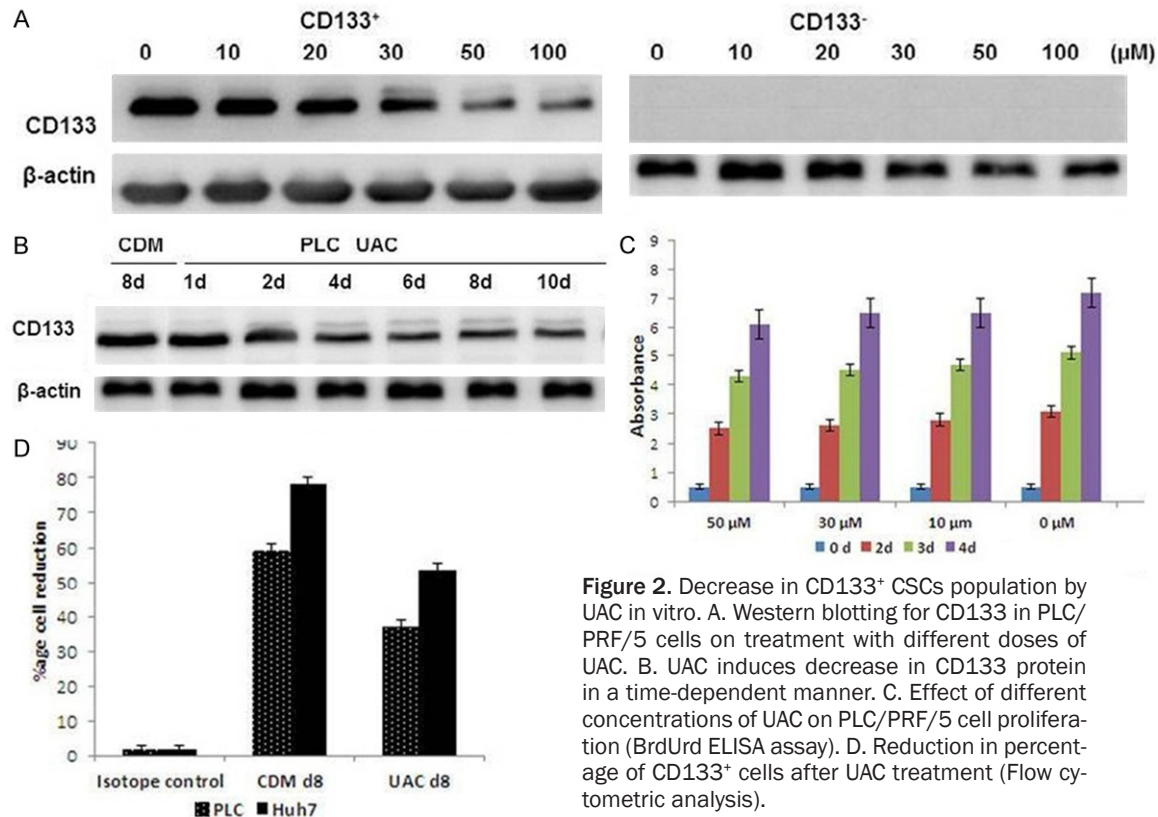 A
CD133+
CD133-
0 10 20 30 50 100
0 10 20 30 50 100 (μM)
CD133
β-actin
B
CDM PLC UAC
8d 1d 2d 4d 6d 8d 10d
CD133
β-actin
C
9
8
7
6
5
4
3
2
1
0
Absorbance
50 μM 30 μM 10 μm 0 μM
0 d 2d 3d 4d
D
90
80
70
60
50
40
30
20
10
0
%age cell reduction
Isotope control CDM d8 UAC d8
PLC Huh7
Figure 2. Decrease in CD133+ CSCs population by
UAC in vitro. A. Western blotting for CD133 in PLC/
PRF/5 cells on treatment with different doses of
UAC. B. UAC induces decrease in CD133 protein
in a time-dependent manner. C. Effect of different
concentrations of UAC on PLC/PRF/5 cell prolifera-
tion (BrdUrd ELISA assay). D. Reduction in percent-
age of CD133+ cells after UAC treatment (Flow cy-
tometric analysis).